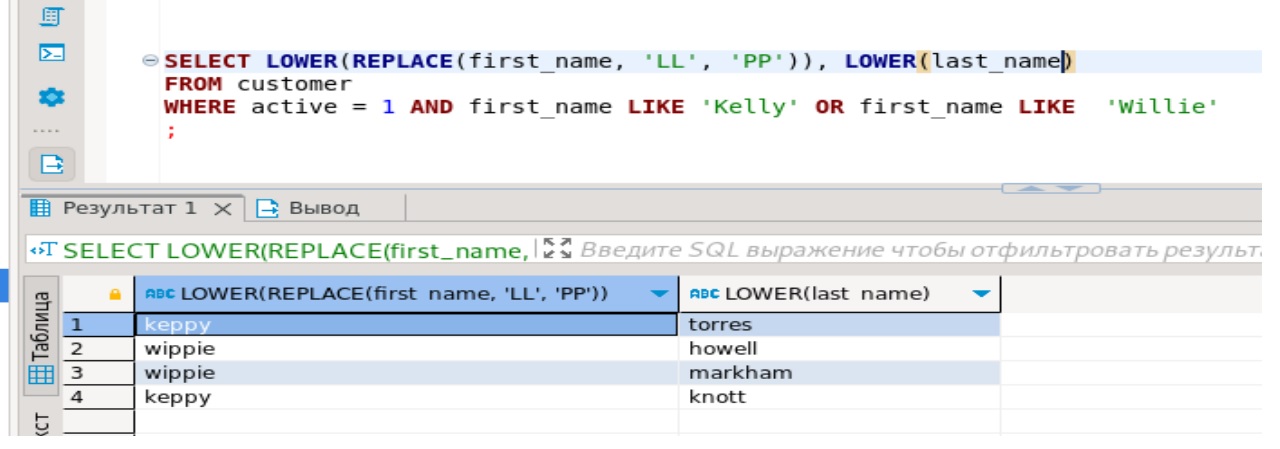 SELECT LOWER(REPLACE(first_name, 'LL', 'PP')), LOWER(last_name)
FROM customer
WHERE active = 1 AND first_name LIKE 'Kelly' OR first_name LIKE  'Willie'
;
Результат 1 Вывод
SELECT LOWER(REPLACE(first_name, Введите SQL выражение чтобы отфильтровать
Таблица
ABC LOWER(REPLACE(first_name, 'LL', 'PP')) ABC LOWER(last_name)
1 keppy torres
2 wippie howell
3 wippie markham
4 keppy knott